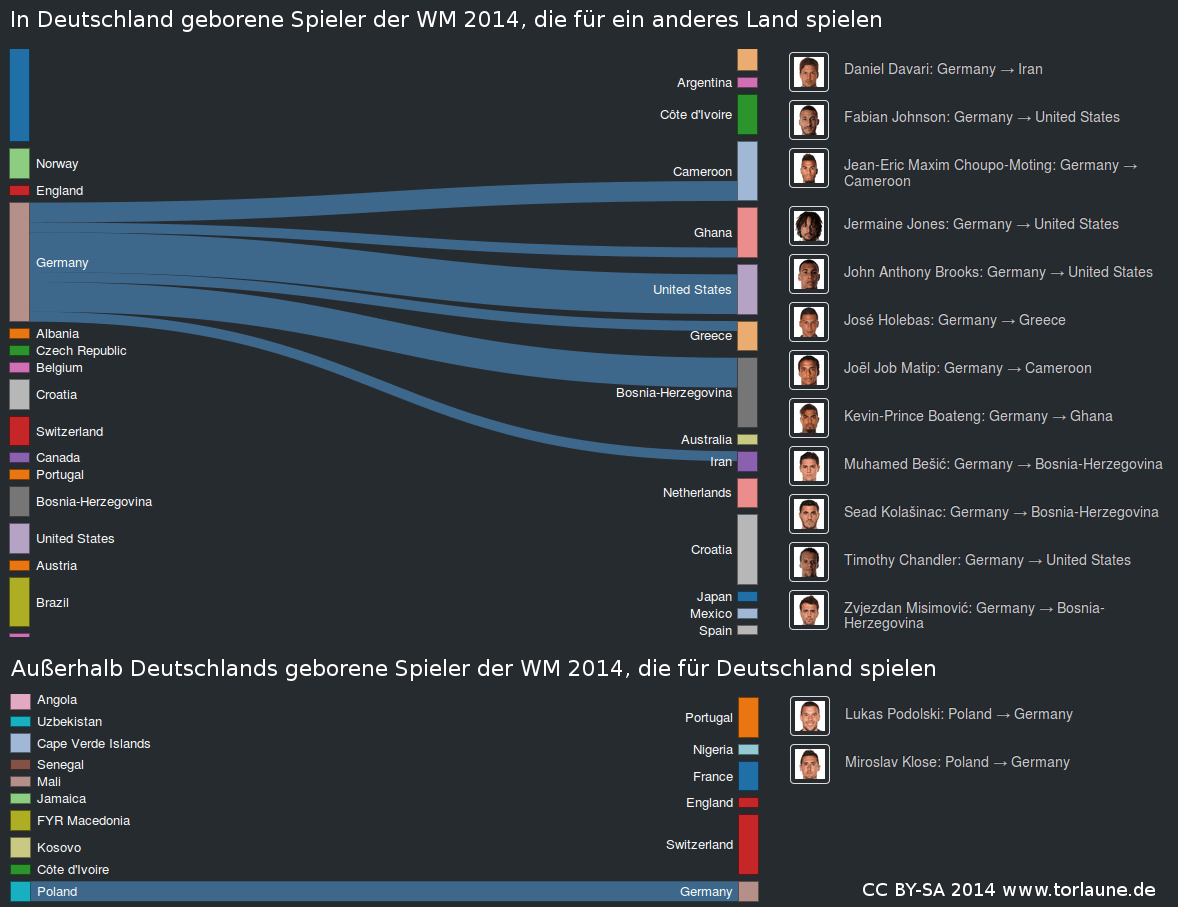 In Deutschland geborene Spieler der WM 2014, die für ein anderes Land spielen
Norway
England
Germany
Albania
Czech Republic
Belgium
Croatia
Switzerland
Canada
Portugal
Bosnia-Herzegovina
United States
Austria
Brazil
Argentina
Côte d'Ivoire
Cameroon
Ghana
United States
Greece
Bosnia-Herzegovina
Australia
Iran
Netherlands
Croatia
Japan
Mexico
Spain
Daniel Davari: Germany → Iran
Fabian Johnson: Germany → United States
Jean-Eric Maxim Choupo-Moting: Germany →
Cameroon
Jermaine Jones: Germany → United States
John Anthony Brooks: Germany → United States
José Holebas: Germany → Greece
Joël Job Matip: Germany → Cameroon
Kevin-Prince Boateng: Germany → Ghana
Muhamed Bešić: Germany → Bosnia-Herzegovina
Sead Kolašinac: Germany → Bosnia-Herzegovina
Timothy Chandler: Germany → United States
Zvjezdan Misimović: Germany → Bosnia-
Herzegovina
Außerhalb Deutschlands geborene Spieler der WM 2014, die für Deutschland spielen
Angola
Uzbekistan
Cape Verde Islands
Senegal
Mali
Jamaica
FYR Macedonia
Kosovo
Côte d'Ivoire
Poland
Portugal
Nigeria
France
England
Switzerland
Germany
Lukas Podolski: Poland → Germany
Miroslav Klose: Poland → Germany
CC BY-SA 2014 www.torlaune.de